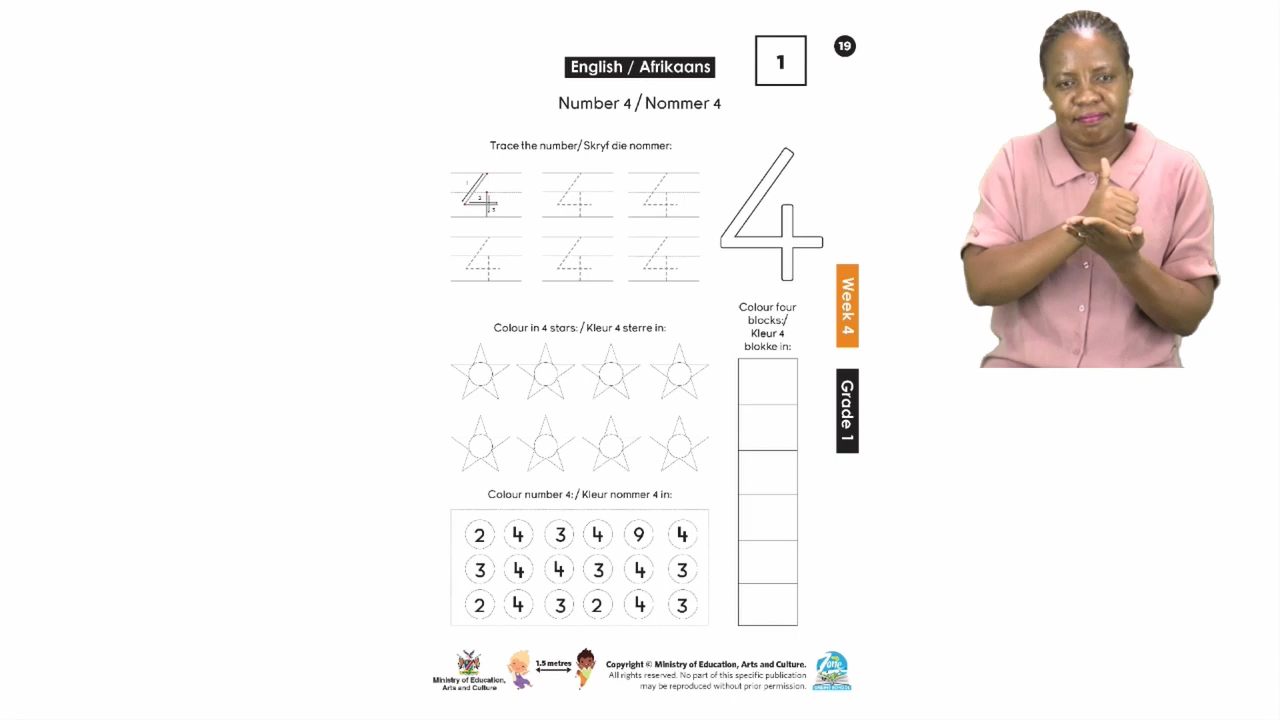 19
1
English / Afrikaans
Number 4 / Nommer 4
Trace the number/ Skryf die nommer:
1
2
3
4
Colour four
blocks:/
Kleur 4
blokke in:
Week 4
Grade 1
Colour in 4 stars: / Kleur 4 sterre in:
Colour number 4: / Kleur nommer 4 in:
2 4 3 4 9 4
3 4 4 3 4 3
2 4 3 2 4 3
Ministry of Education,
Arts and Culture
1.5 metres
Copyright © Ministry of Education, Arts and Culture.
All rights reserved. No part of this specific publication
may be reproduced without prior permission.